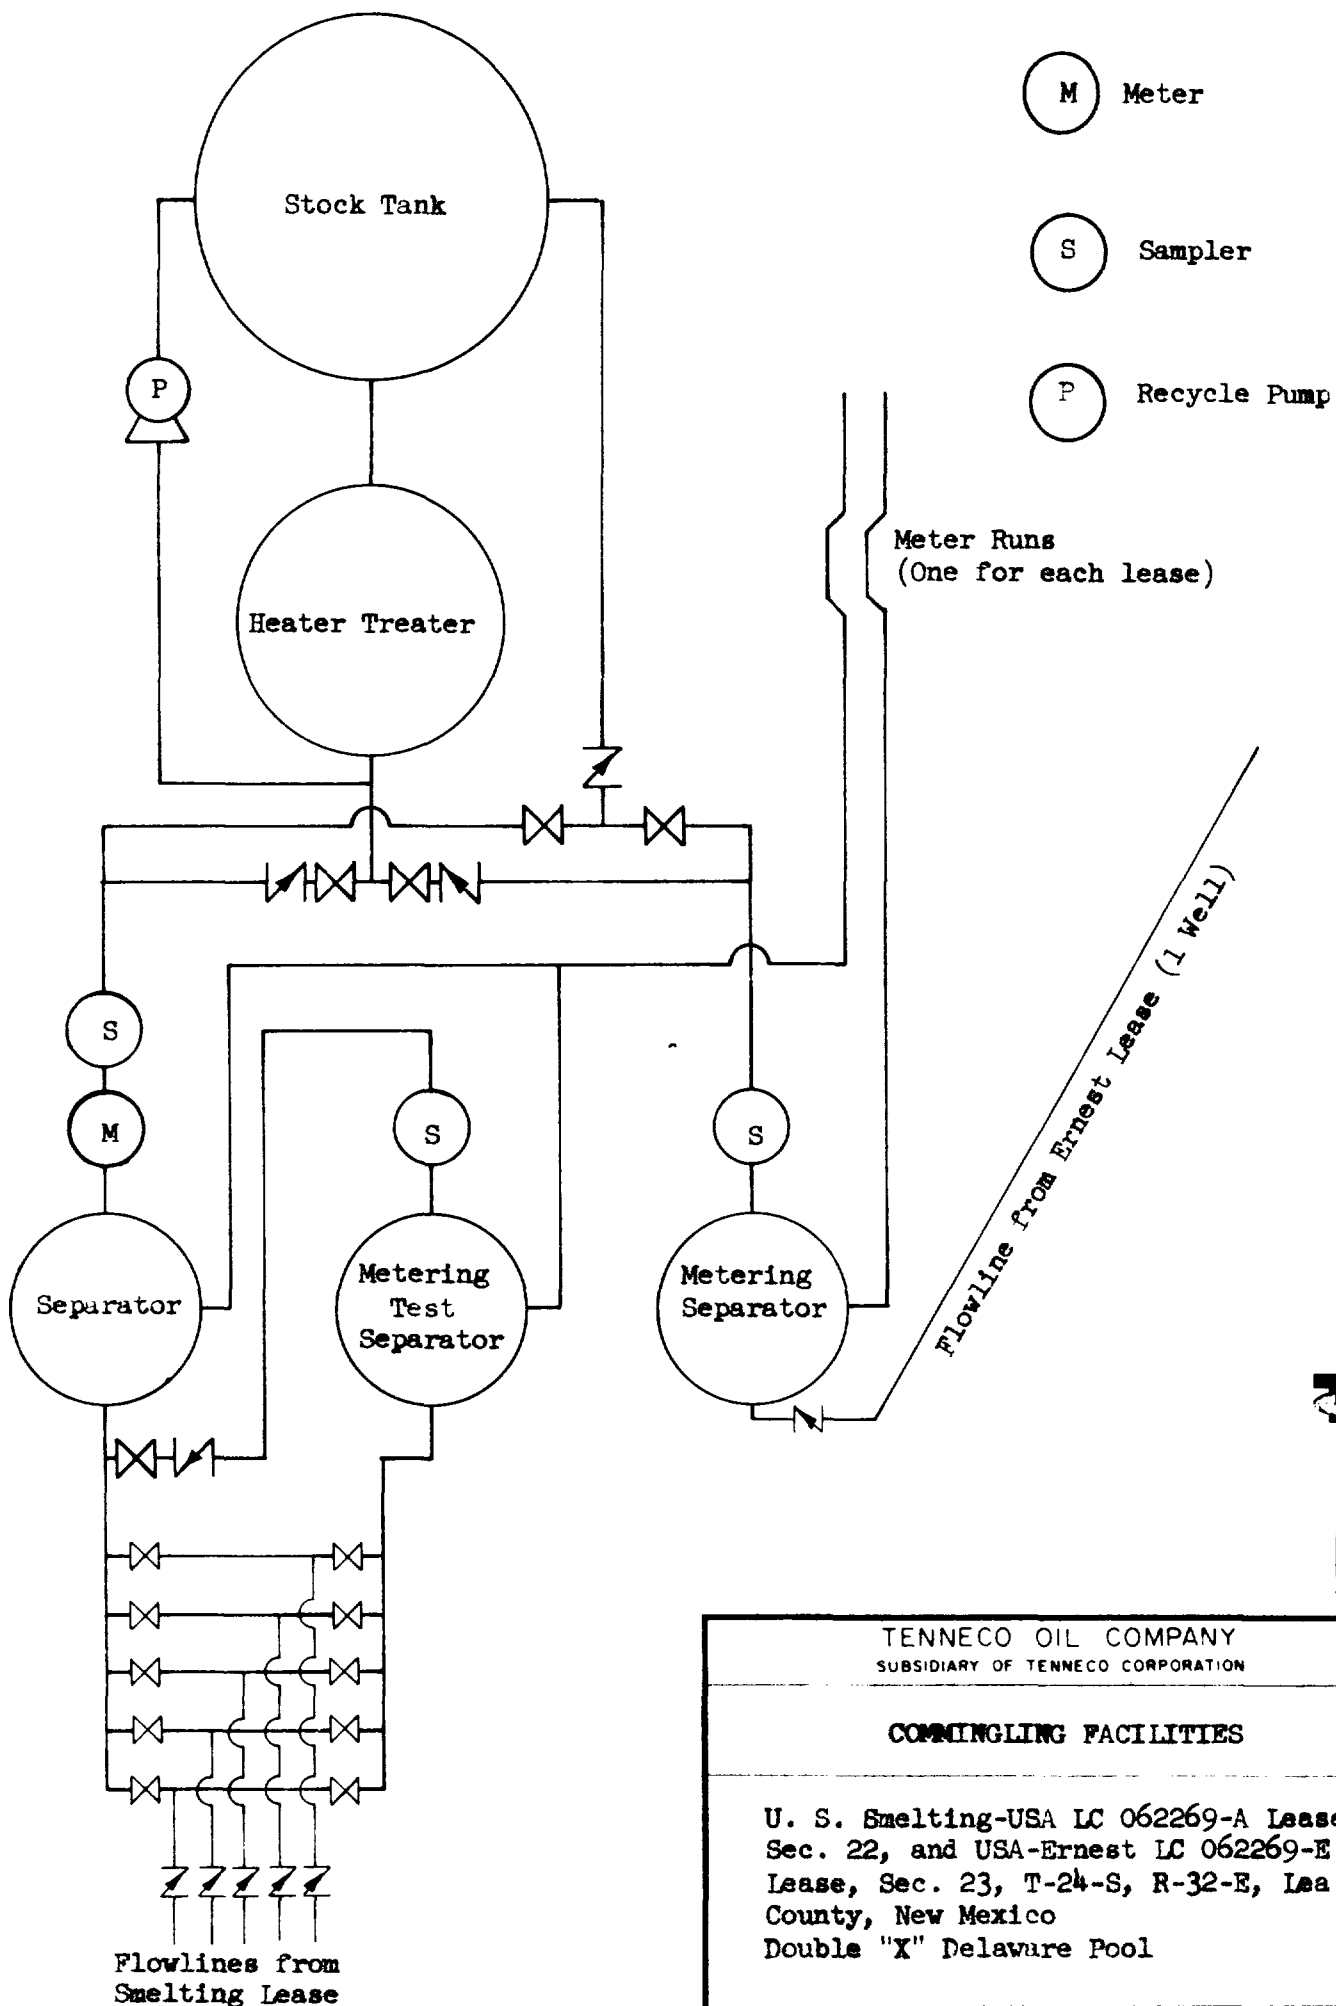 M Meter
Stock Tank
S Sampler
P
P Recycle Pump
Meter Runs
(One for each lease)
Heater Treater
Flowline from Ernest Lease (1 Well)
S
M
S
S
Separator
Metering
Test
Separator
Metering
Separator
Flowlines from
Smelting Lease
TENNECO OIL COMPANY
SUBSIDIARY OF TENNECO CORPORATION
COMMINGLING FACILITIES
U. S. Smelting-USA LC 062269-A Lease
Sec. 22, and USA-Ernest LC 062269-E
Lease, Sec. 23, T-24-S, R-32-E, Lea
County, New Mexico
Double "X" Delaware Pool